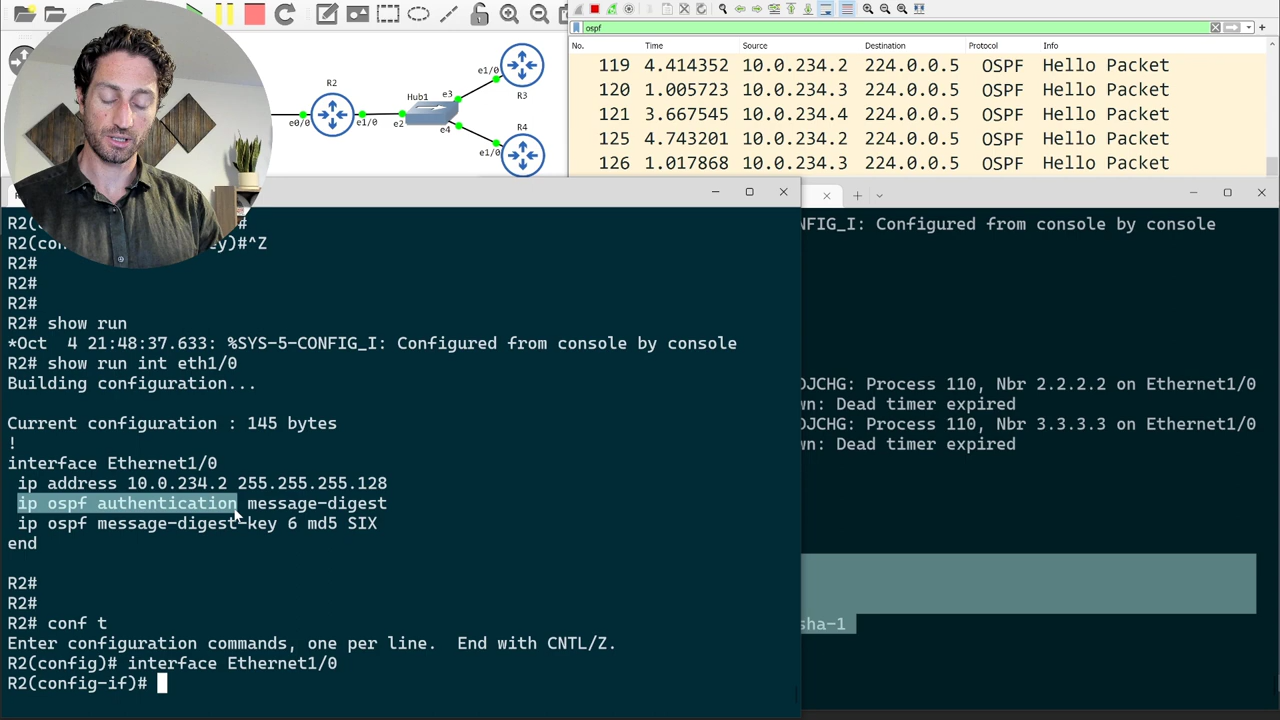 ospf
No. Time Source Destination Protocol Info
119 4.414352 10.0.234.2 224.0.0.5 OSPF Hello Packet
120 1.005723 10.0.234.3 224.0.0.5 OSPF Hello Packet
121 3.667545 10.0.234.4 224.0.0.5 OSPF Hello Packet
125 4.743201 10.0.234.2 224.0.0.5 OSPF Hello Packet
126 1.017868 10.0.234.3 224.0.0.5 OSPF Hello Packet
R2
e0/0
e1/0
Hub1
e2
e3
e4
e1/0
R3
R4
e1/0
R2(c
#
R2(con
y)#^Z
R2#
R2#
R2#
R2# show run
*Oct  4 21:48:37.633: %SYS-5-CONFIG_I: Configured from console by console
R2# show run int eth1/0
Building configuration...
Current configuration : 145 bytes
!
interface Ethernet1/0
ip address 10.0.234.2 255.255.255.128
ip ospf authentication message-digest
ip ospf message-digest-key 6 md5 SIX
end
R2#
R2#
R2# conf t
Enter configuration commands, one per line.  End with CNTL/Z.
R2(config)# interface Ethernet1/0
R2(config-if)#
NFIG_I: Configured from console by console
DJCHG: Process 110, Nbr 2.2.2.2 on Ethernet1/0
wn: Dead timer expired
DJCHG: Process 110, Nbr 3.3.3.3 on Ethernet1/0
wn: Dead timer expired
sha-1